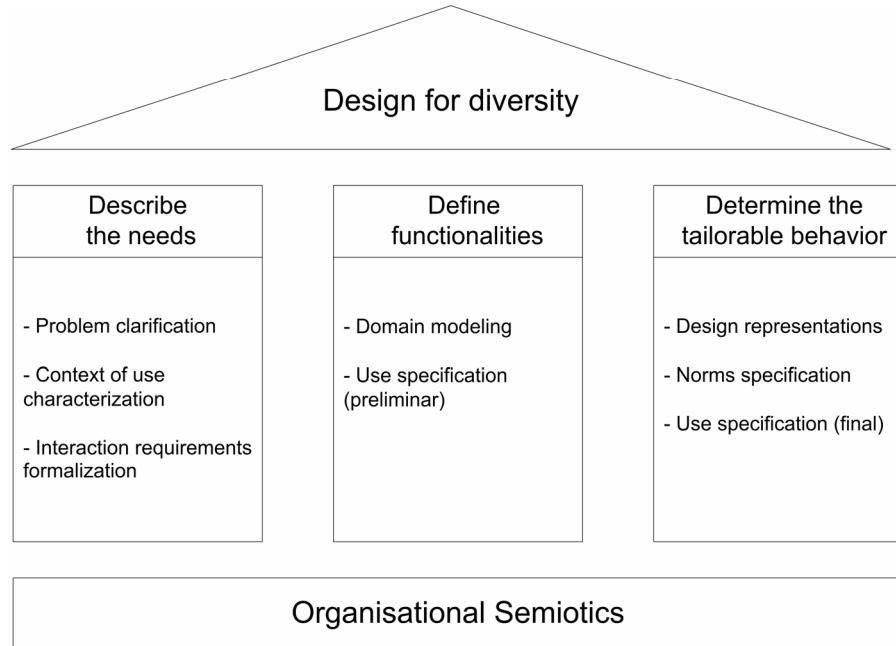 Design for diversity
Describe
the needs
- Problem clarification
- Context of use
characterization
- Interaction requirements
formalization
Define
functionalities
- Domain modeling
- Use specification
(preliminar)
Determine the
tailorable behavior
- Design representations
- Norms specification
- Use specification (final)
Organisational Semiotics